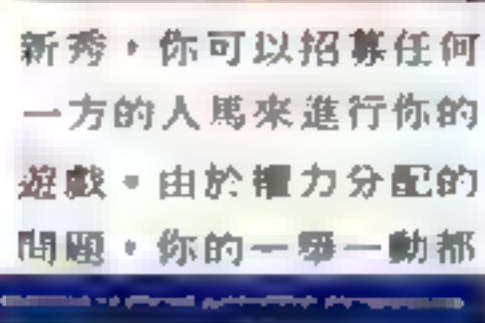 新秀，你可以招募任何
一方的人馬來進行你的
遊戲。由於權力分配的
問題，你的一舉一動都